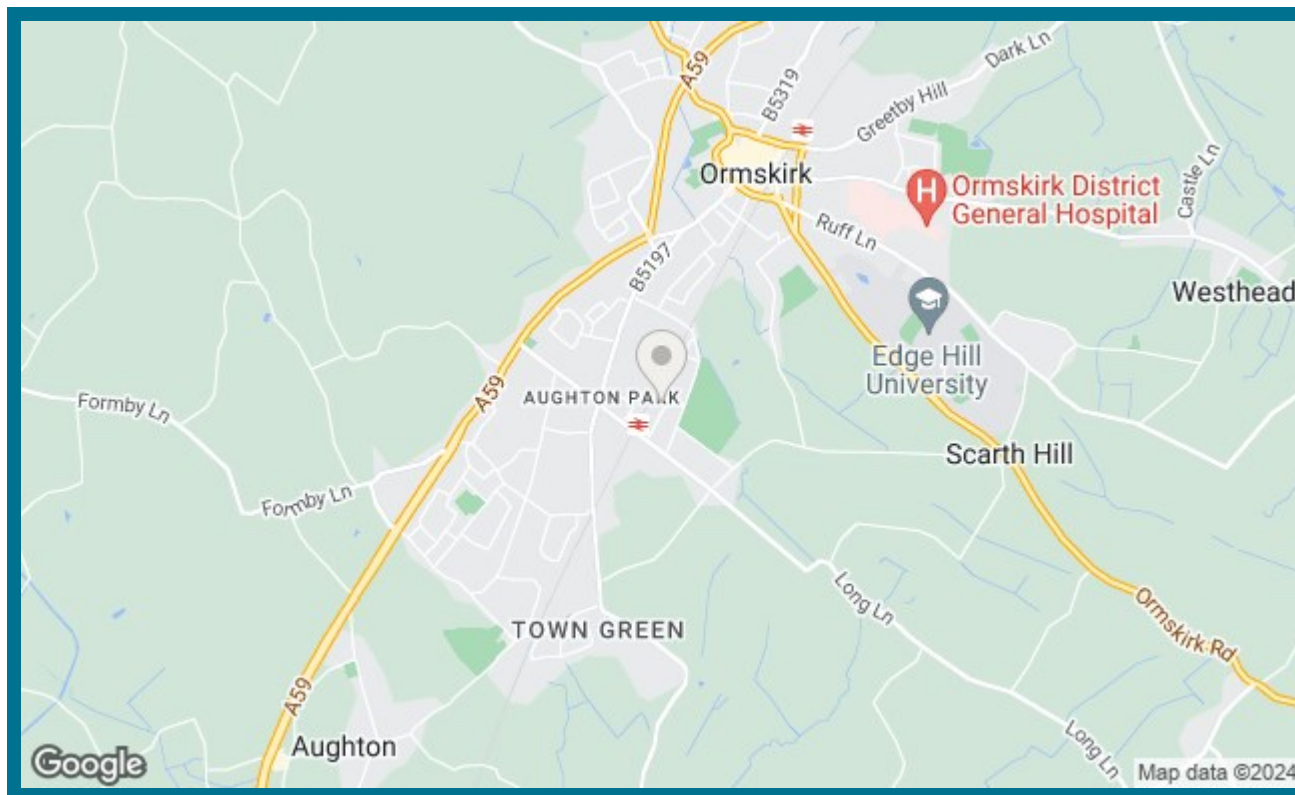 A59
B5319
Dark Ln
Greetby Hill
Castle Ln
Ormskirk
H
Ormskirk District
General Hospital
Ruff Ln
B5197
Westhead
Edge Hill
University
A59
AUGHTON PARK
Formby Ln
Scarth Hill
Formby Ln
Long Ln
Ormskirk Rd
TOWN GREEN
A59
Aughton
Long Ln
Google
Map data ©2024